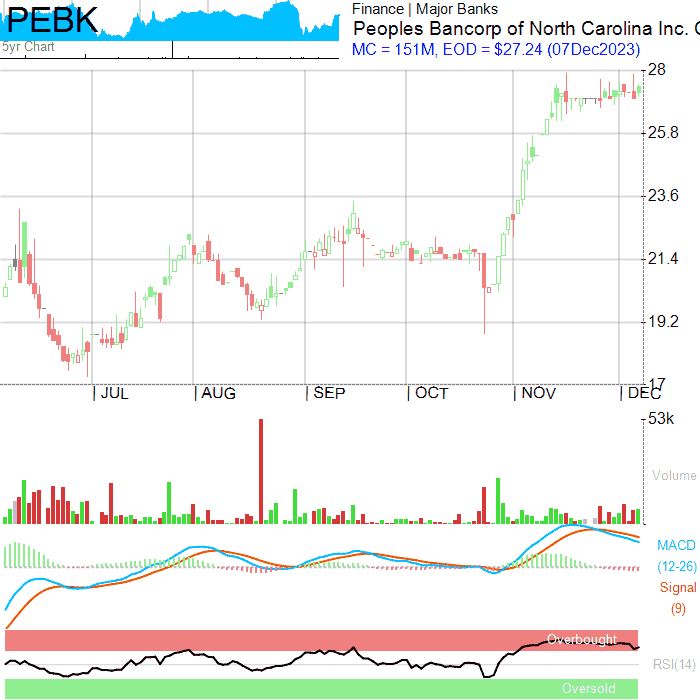 PEBK
5yr Chart
Finance | Major Banks
Peoples Bancorp of North Carolina Inc. C
MC = 151M, EOD = $27.24 (07Dec2023)
28
25.8
23.6
21.4
19.2
17
JUL AUG SEP OCT NOV DEC
53k
Volume
MACD
(12-26)
Signal
(9)
Overbought
RSI(14)
Oversold